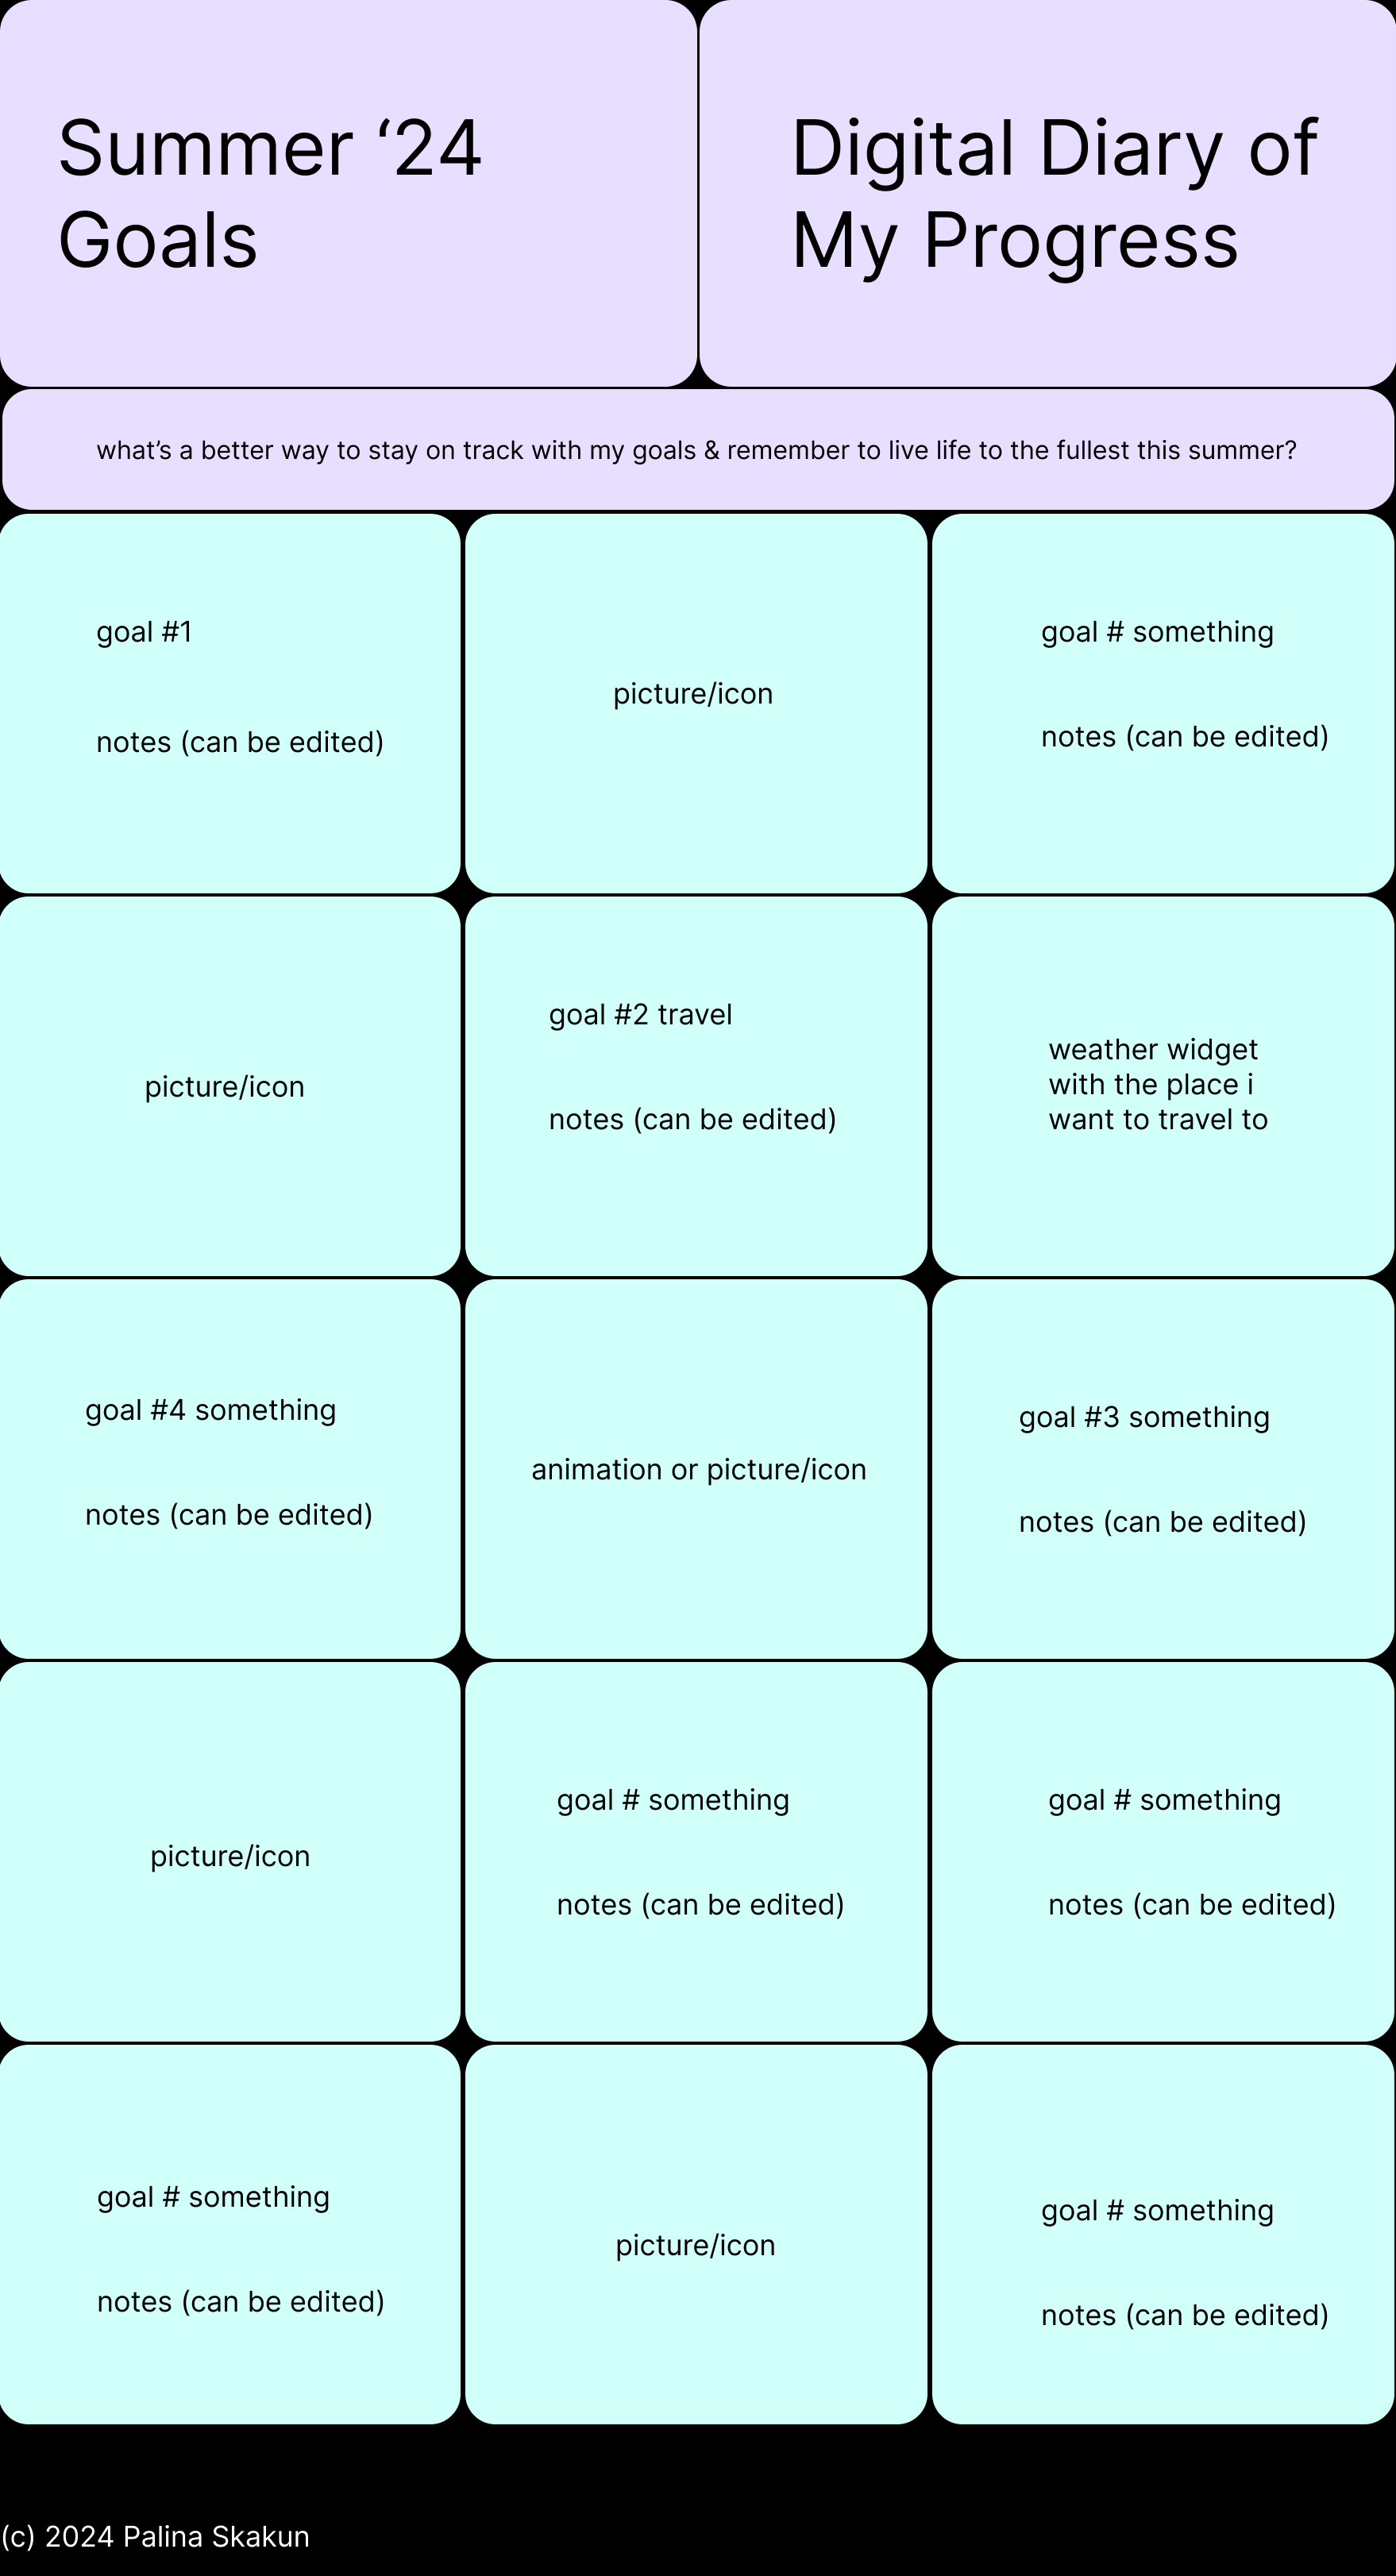 Summer ‘24
Goals
Digital Diary of
My Progress
what’s a better way to stay on track with my goals & remember to live life to the fullest this summer?
goal #1
notes (can be edited)
picture/icon
goal # something
notes (can be edited)
picture/icon
goal #2 travel
notes (can be edited)
weather widget
with the place i
want to travel to
goal #4 something
notes (can be edited)
animation or picture/icon
goal #3 something
notes (can be edited)
picture/icon
goal # something
notes (can be edited)
goal # something
notes (can be edited)
goal # something
notes (can be edited)
picture/icon
goal # something
notes (can be edited)
(c) 2024 Palina Skakun